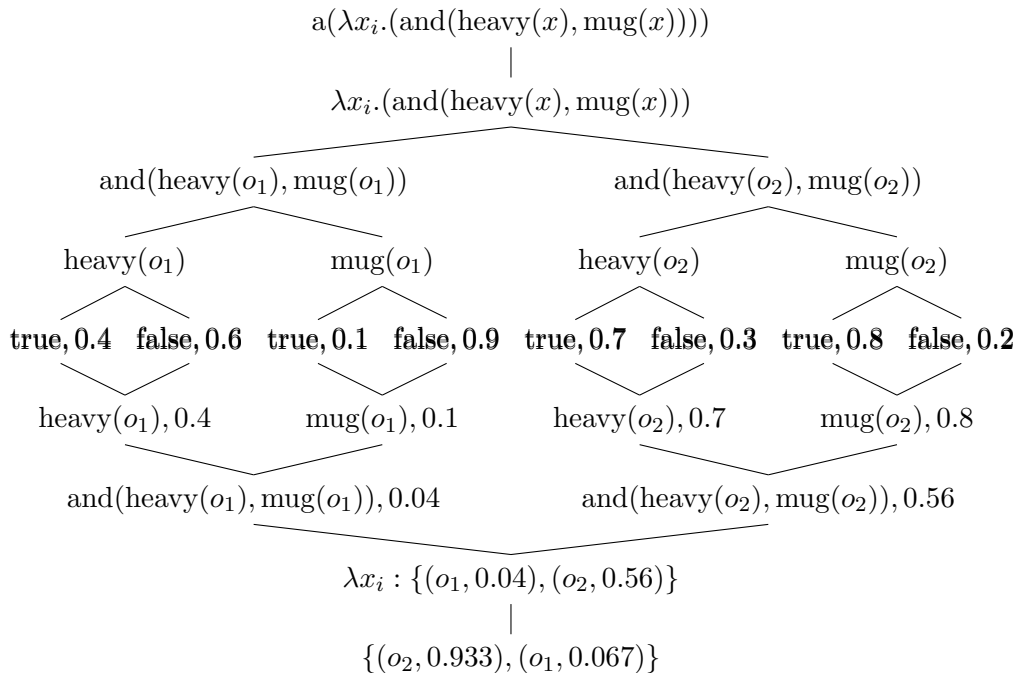 a(λx_i.(and(heavy(x), mug(x))))
λx_i.(and(heavy(x), mug(x)))
and(heavy(o_1), mug(o_1)) and(heavy(o_2), mug(o_2))
heavy(o_1) mug(o_1) heavy(o_2) mug(o_2)
true, 0.4 false, 0.6 true, 0.1 false, 0.9 true, 0.7 false, 0.3 true, 0.8 false, 0.2
heavy(o_1), 0.4 mug(o_1), 0.1 heavy(o_2), 0.7 mug(o_2), 0.8
and(heavy(o_1), mug(o_1)), 0.04 and(heavy(o_2), mug(o_2)), 0.56
λx_i : {(o_1, 0.04), (o_2, 0.56)}
{(o_2, 0.933), (o_1, 0.067)}